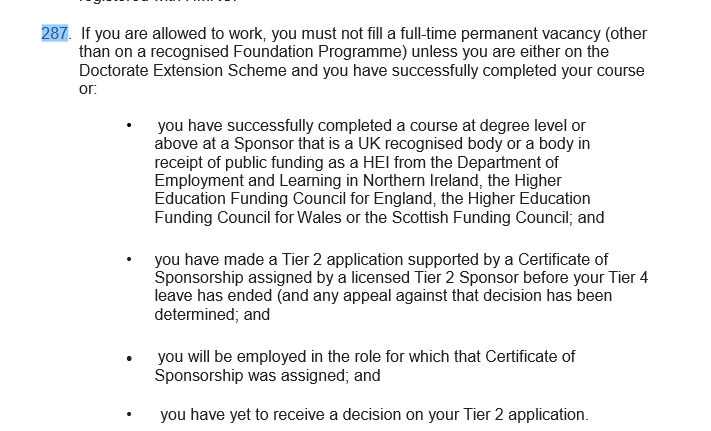 287. If you are allowed to work, you must not fill a full-time permanent vacancy (other
than on a recognised Foundation Programme) unless you are either on the
Doctorate Extension Scheme and you have successfully completed your course
or:
• you have successfully completed a course at degree level or
above at a Sponsor that is a UK recognised body or a body in
receipt of public funding as a HEI from the Department of
Employment and Learning in Northern Ireland, the Higher
Education Funding Council for England, the Higher Education
Funding Council for Wales or the Scottish Funding Council; and
• you have made a Tier 2 application supported by a Certificate of
Sponsorship assigned by a licensed Tier 2 Sponsor before your Tier 4
leave has ended (and any appeal against that decision has been
determined; and
• you will be employed in the role for which that Certificate of
Sponsorship was assigned; and
• you have yet to receive a decision on your Tier 2 application.